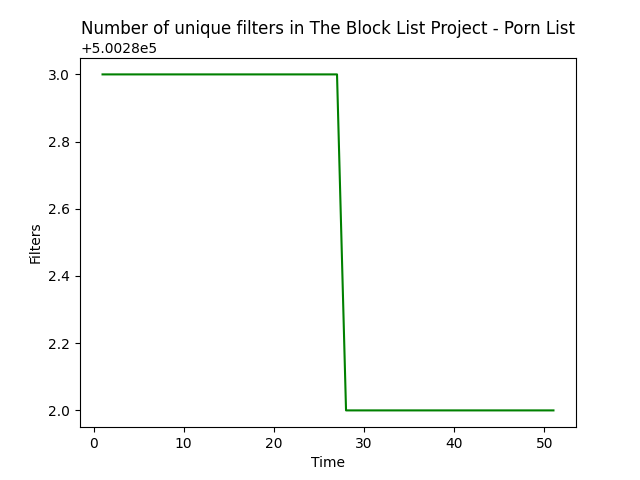 Number of unique filters in The Block List Project - Porn List
+5.0028e5
3.0
2.8
2.6
2.4
2.2
2.0
Filters
0 10 20 30 40 50
Time